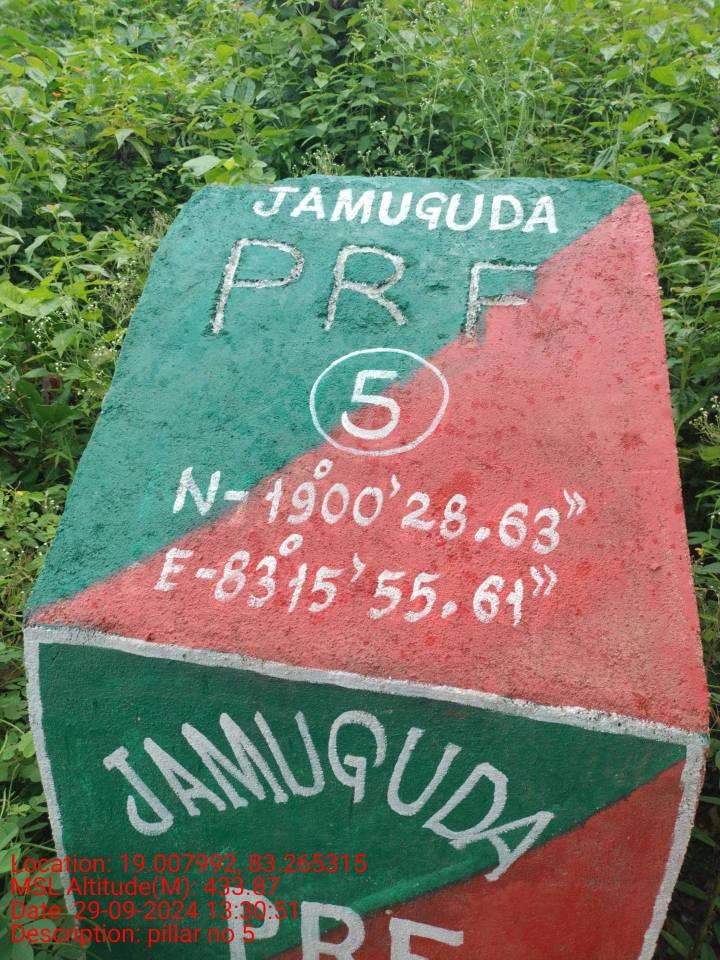 JAMUGUDA
PRF
5
N-19°00'28.63"
E-83°15'55.61"
JAMUGUDA
PRF
Location: 19.007992, 83.265315
MSL Altitude(M): 433.87
Date: 29-09-2024 13:30:51
Description: pillar no 5